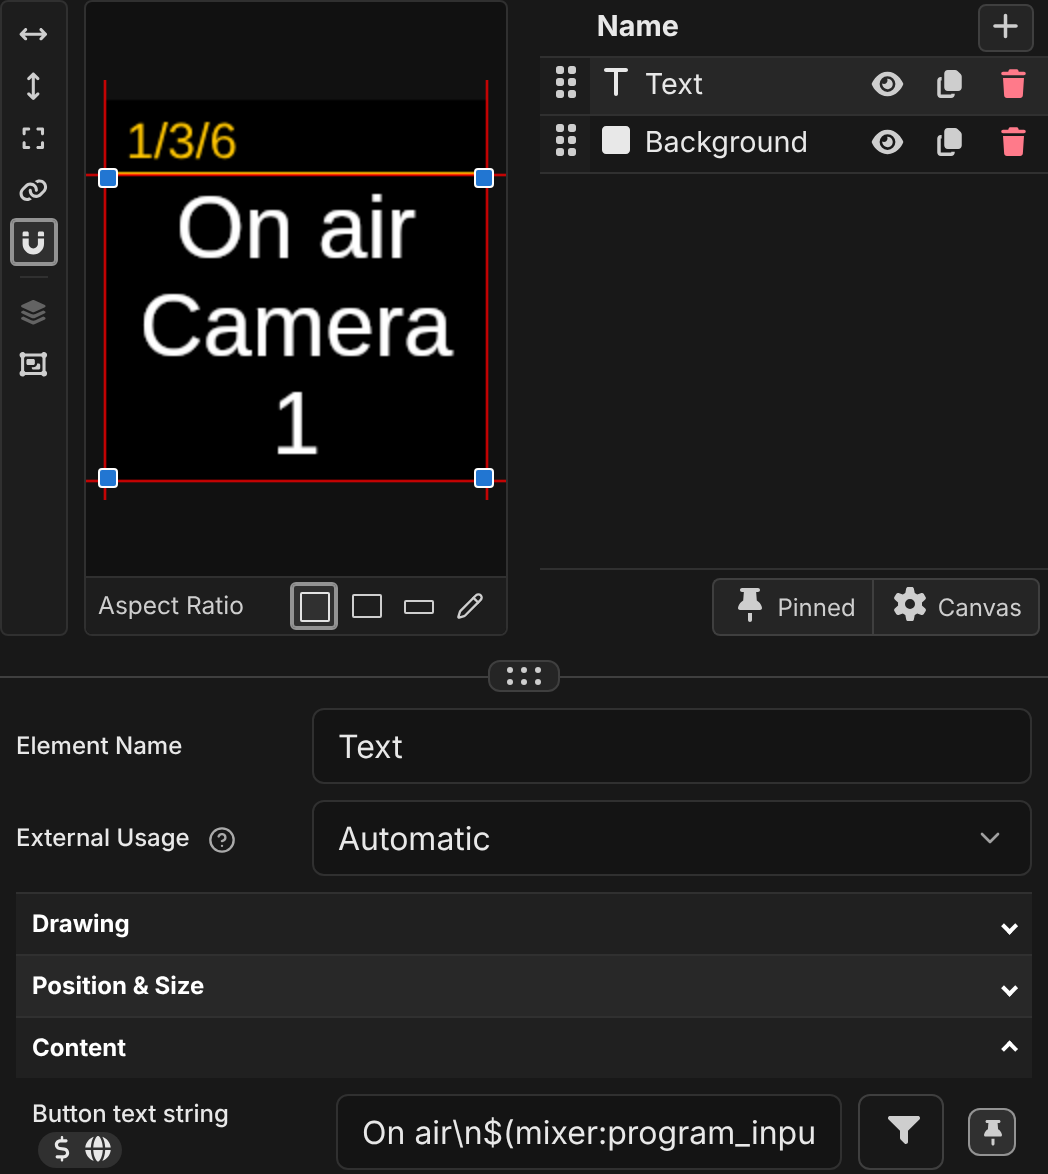 Name
Text
Background
1/3/6
On air
Camera
1
Aspect Ratio
Pinned
Canvas
Element Name
Text
External Usage
Automatic
Drawing
Position & Size
Content
Button text string
$
On air\n$(mixer:program_inpu